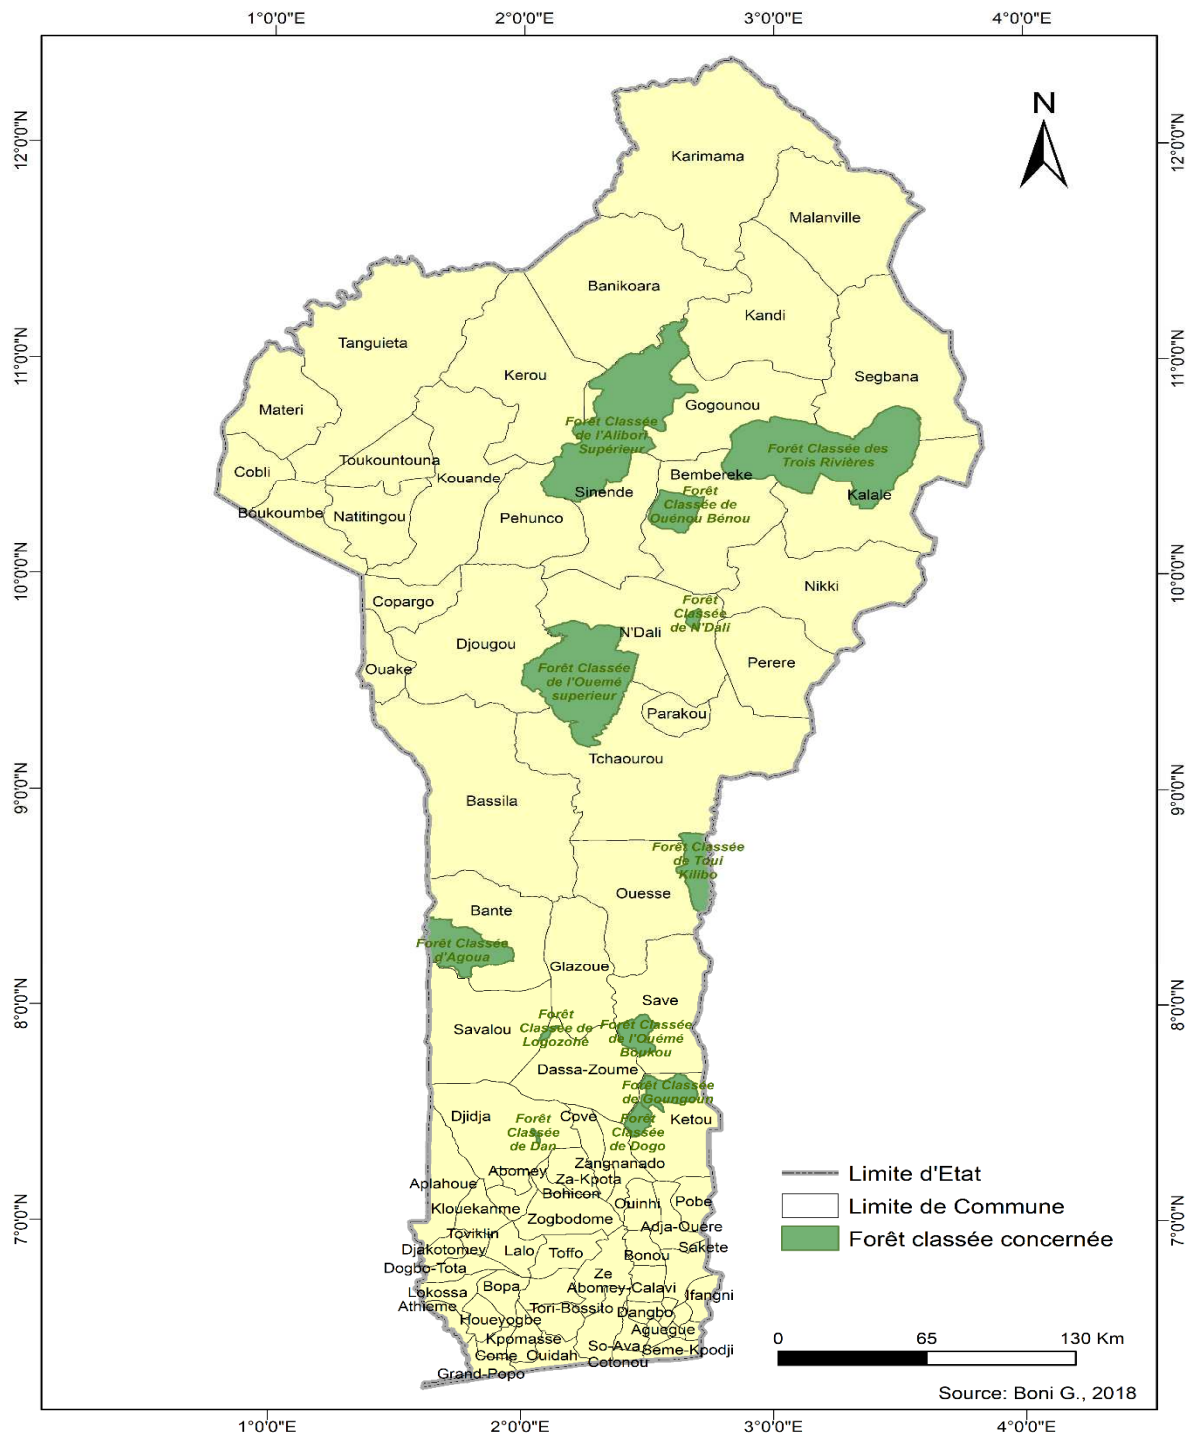 1°0'0"E 2°0'0"E 3°0'0"E 4°0'0"E
12°0'0"N
12°0'0"N
N
Karimama
Malanville
Banikoara
Kandi
Tanguieta
11°0'0"N
11°0'0"N
Kerou
Segbana
Materi
Gogounou
Forêt Classée
de l'Alibori
Supérieur
Forêt Classée des
Trois Rivières
Toukountouna
Cobli
Kouande
Bembereke
Sinende
Kalale
Forêt
Classée de
Ouénou Bénou
Boukoumbe
Natitingou
Pehunco
10°0'0"N
10°0'0"N
Nikki
Copargo
Forêt
Classée
de N'Dali
N'Dali
Djougou
Perere
Ouake
Forêt Classée
de l'Ouemé
superieur
Parakou
Tchaourou
9°0'0"N
9°0'0"N
Bassila
Forêt Classée
de Toui
Kilibo
Ouesse
Bante
Forêt Classée
d'Agoua
Glazoue
8°0'0"N
8°0'0"N
Save
Savalou
Forêt
Classée de
Logozohè
Forêt Classée
de l'Ouémé
Boukou
Dassa-Zoume
Forêt Classée
de Goungoun
Djidja
Cove
Ketou
Forêt
Classée
de Dan
Forêt
Classée
de Dogo
Zangnanado
Abomey
Za-Kpota
Aplahoue
Bohicon
Klouekanme
Ouinhi
Pobe
7°0'0"N
7°0'0"N
Zogbodome
Adja-Ouere
Toviklin
Djakotomey
Lalo
Toffo
Bonou
Sakete
Dogbo-Tota
Ze
Bopa
Abomey-Calavi
Lokossa
Ifangni
Athieme
Tori-Bossito
Dangbo
Houeyogbe
Aguegue
Kpomasse
So-Ava
Seme-Kpodji
Come
Ouidah
Cotonou
Grand-Popo
Limite d'Etat
Limite de Commune
Forêt classée concernée
0 65 130 Km
Source: Boni G., 2018
1°0'0"E 2°0'0"E 3°0'0"E 4°0'0"E